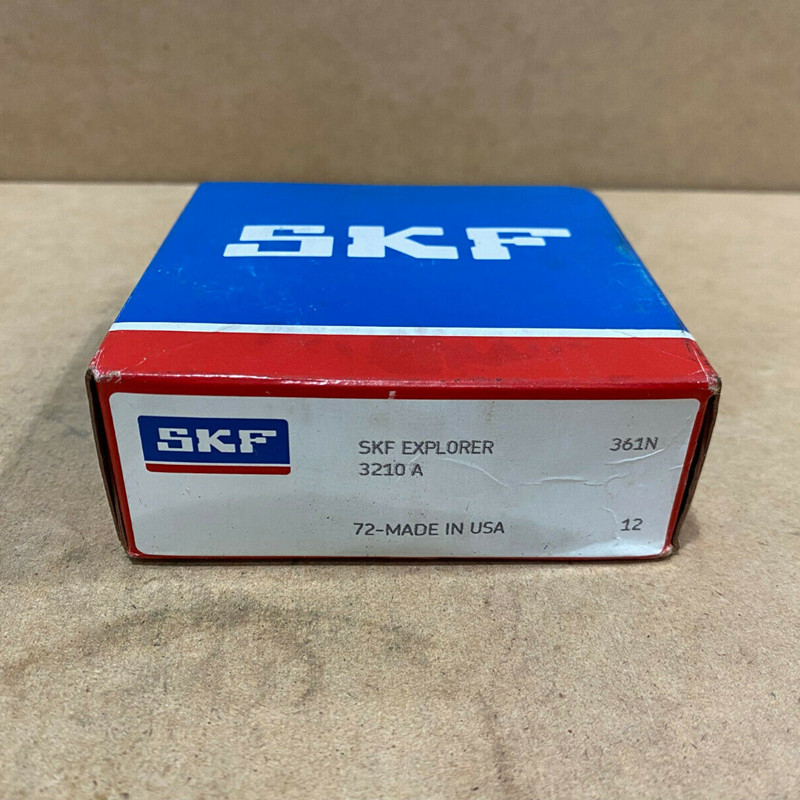 SKF
SKF
SKF EXPLORER
361N
3210 A
72-MADE IN USA
12